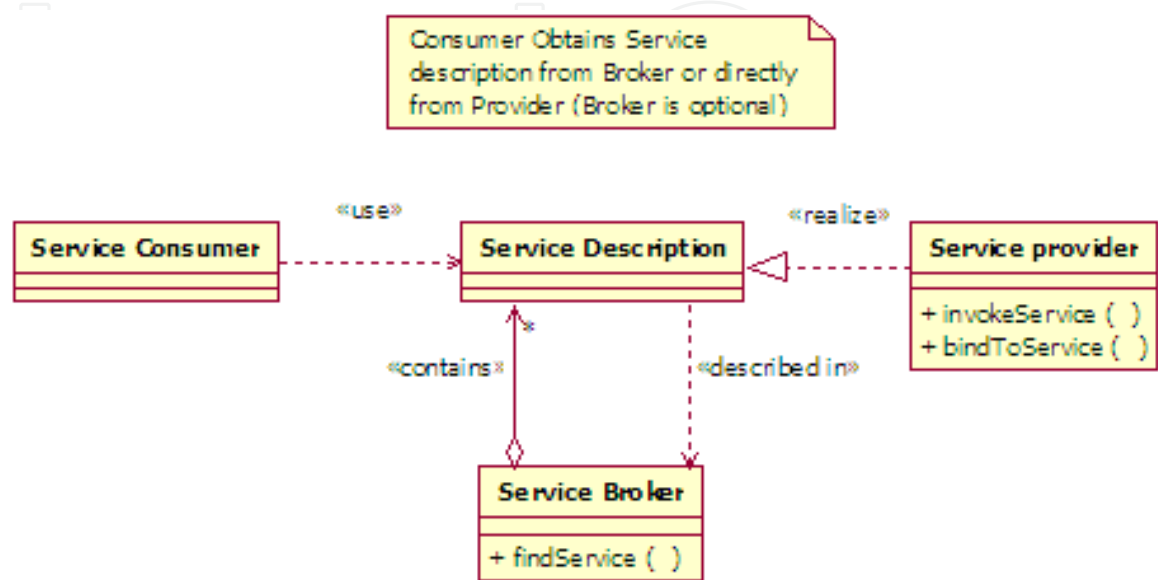 Consumer Obtains Service
description from Broker or directly
from Provider (Broker is optional)
«use»
«realize»
Service Consumer
Service Description
Service provider
+ invokeService ( )
+ bindToService ( )
*
«contains»
«described in»
Service Broker
+ findService ( )